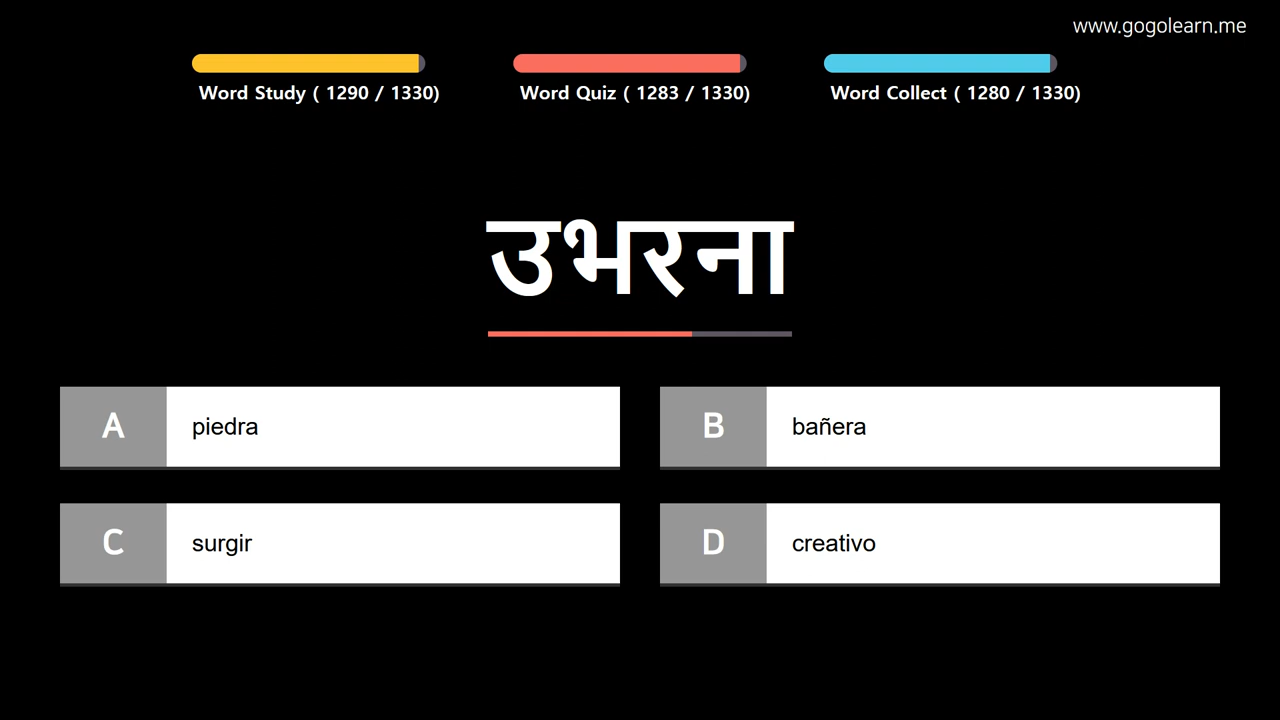 www.gogolearn.me
Word Study ( 1290 / 1330)
Word Quiz ( 1283 / 1330)
Word Collect ( 1280 / 1330)
उभरना
A piedra
B bañera
C surgir
D creativo